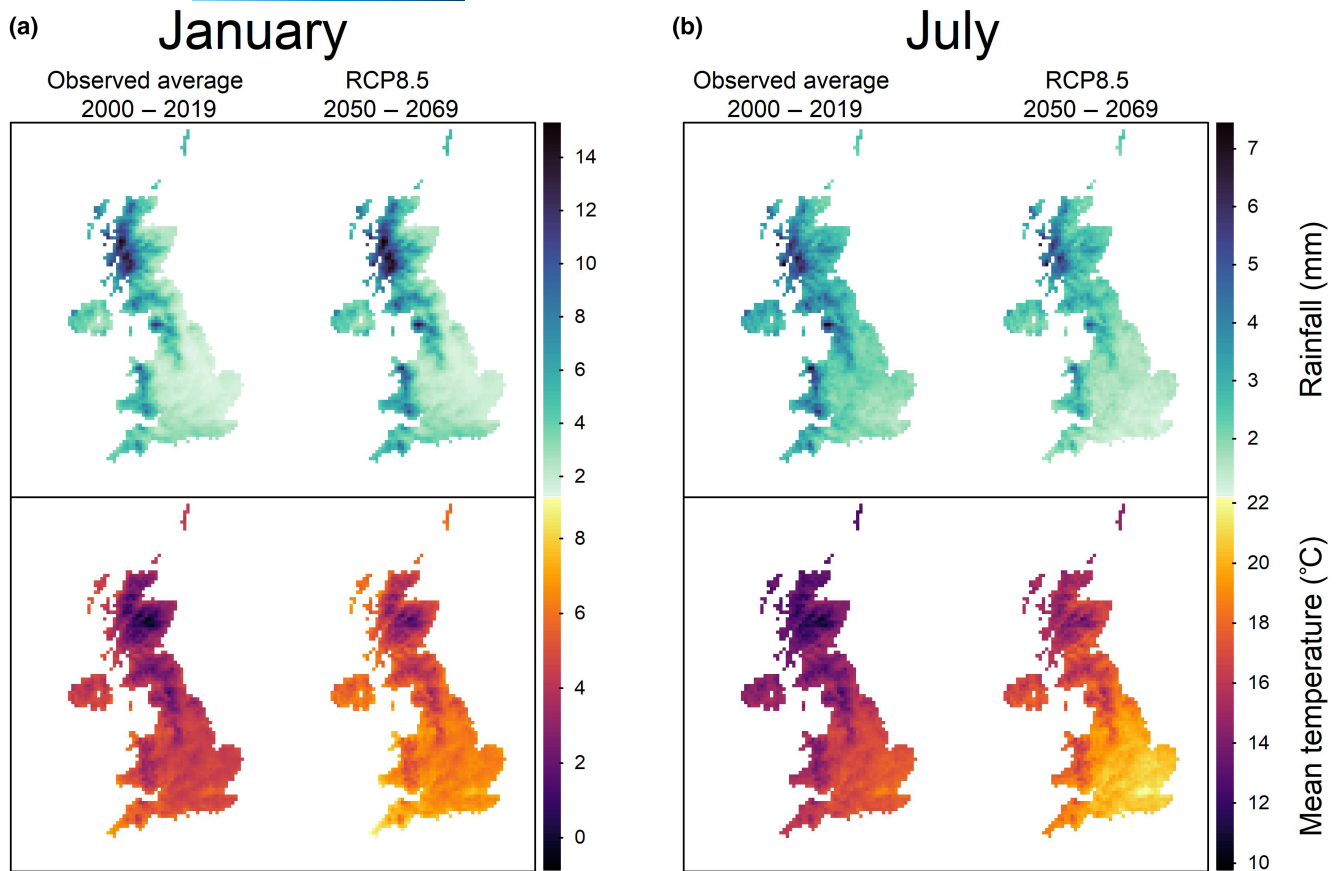 (a) January
Observed average
2000 – 2019
RCP8.5
2050 – 2069
14
12
10
8
6
4
2
8
6
4
2
0
(b) July
Observed average
2000 – 2019
RCP8.5
2050 – 2069
7
6
5
4
3
2
Rainfall (mm)
22
20
18
16
14
12
10
Mean temperature (°C)